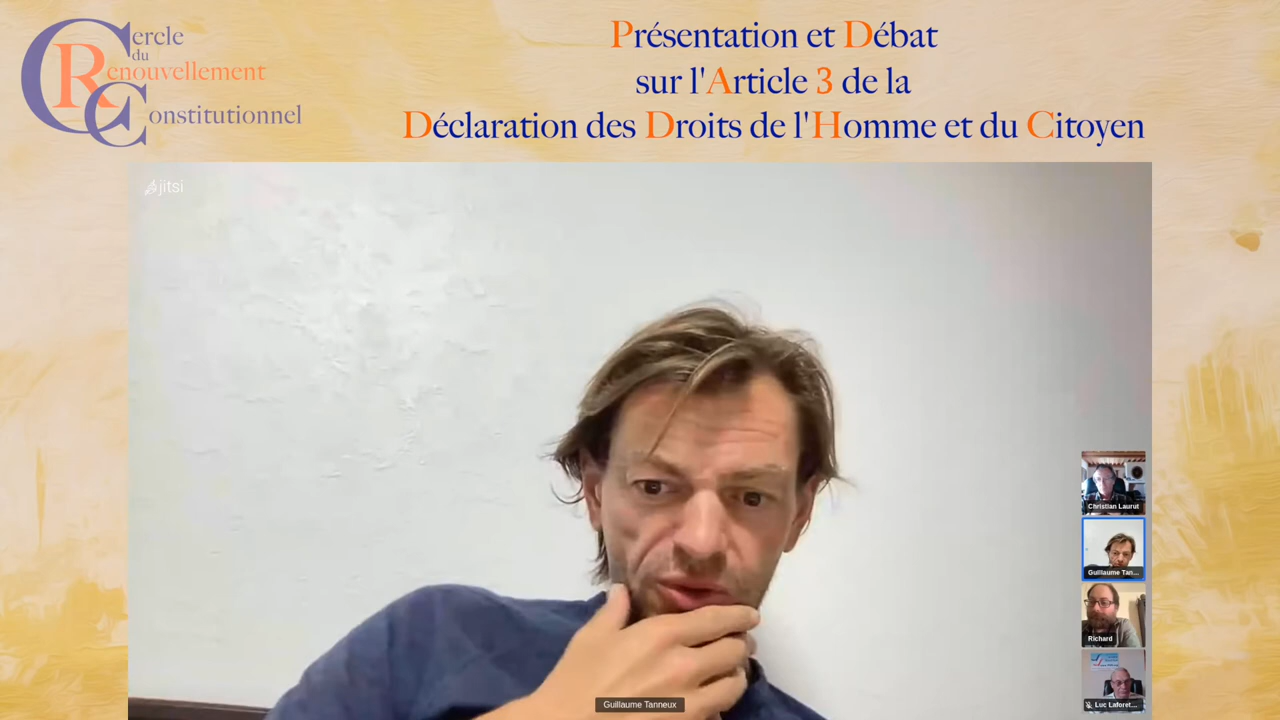 Cercle
du
Renouvellement
Constitutionnel
Présentation et Débat
sur l'Article 3 de la
Déclaration des Droits de l'Homme et du Citoyen
jitsi
Christian Laurut
Guillaume Tan...
Richard
Luc Laforet...
Guillaume Tanneux